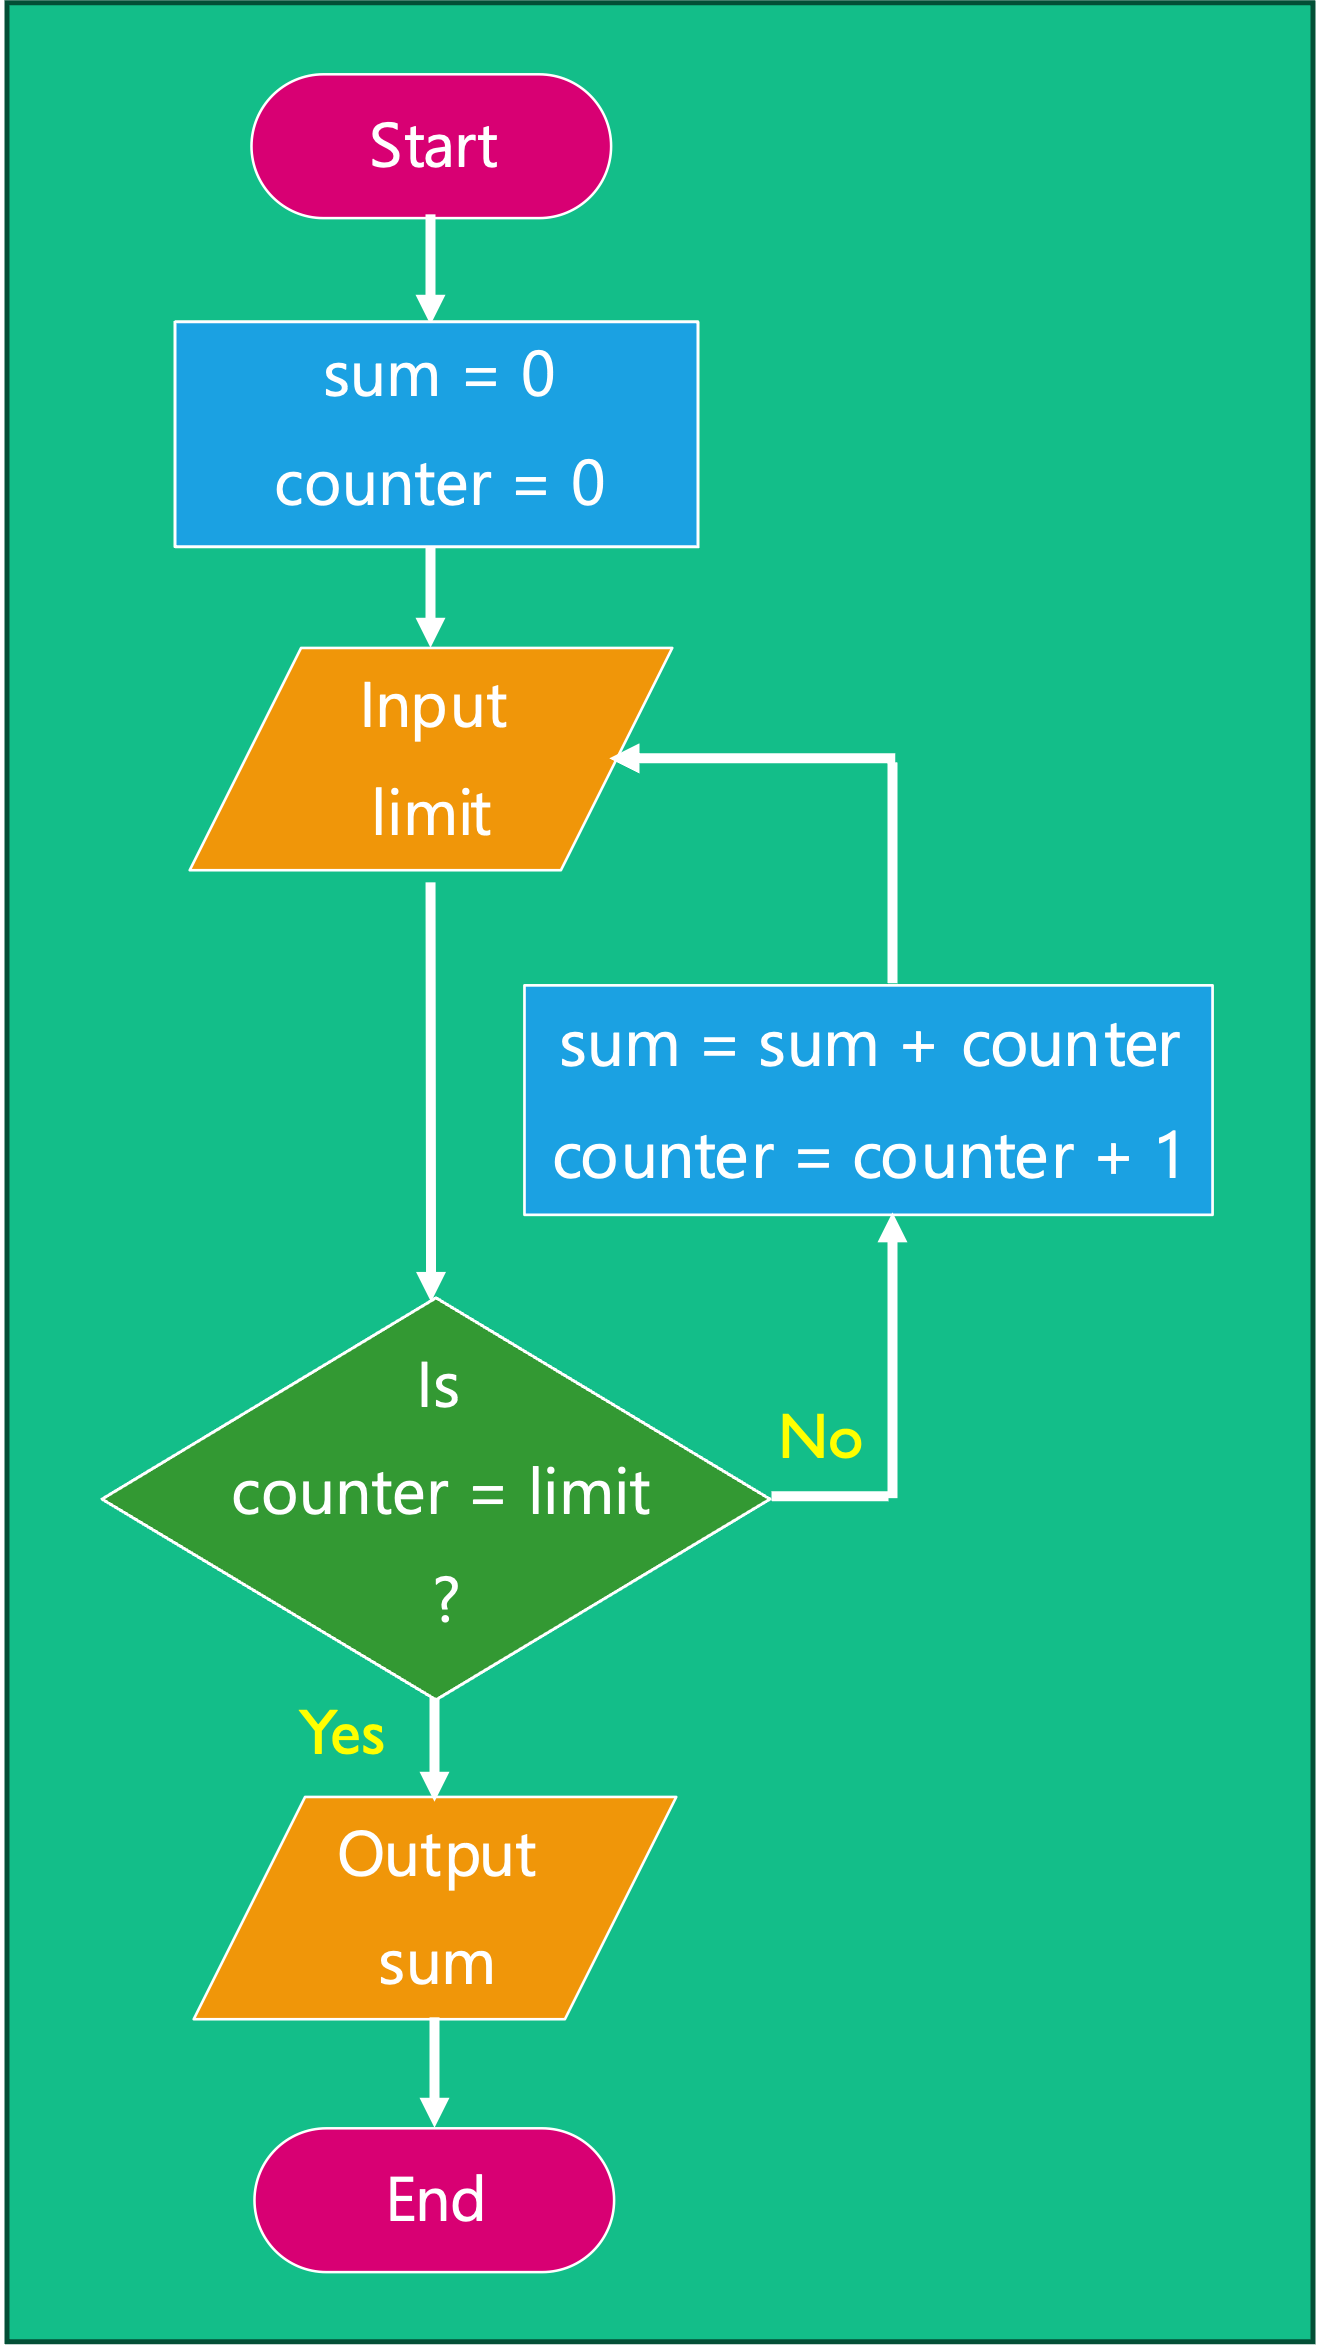 Start
sum = 0
counter = 0
Input
limit
sum = sum + counter
counter = counter + 1
Is
counter = limit
?
No
Yes
Output
sum
End